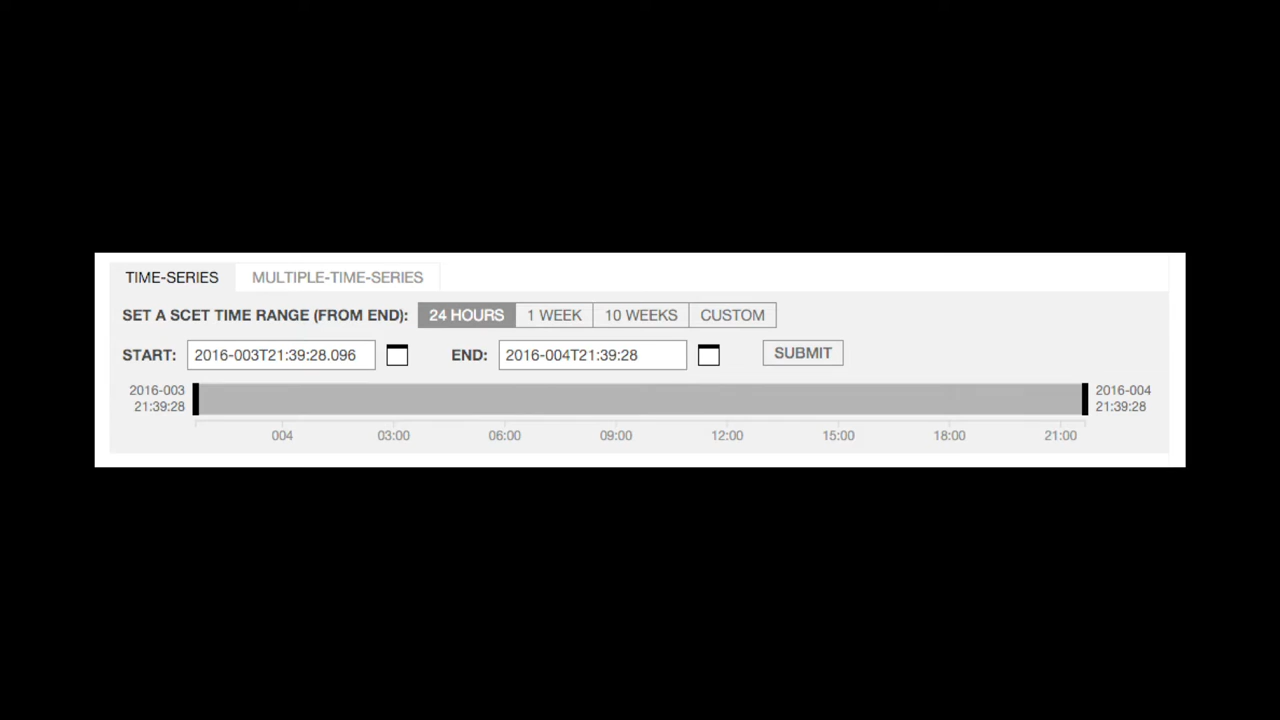 TIME-SERIES MULTIPLE-TIME-SERIES
SET A SCET TIME RANGE (FROM END): 24 HOURS 1 WEEK 10 WEEKS CUSTOM
START: 2016-003T21:39:28.096 END: 2016-004T21:39:28 SUBMIT
2016-003 2016-004
21:39:28 21:39:28
004 03:00 06:00 09:00 12:00 15:00 18:00 21:00